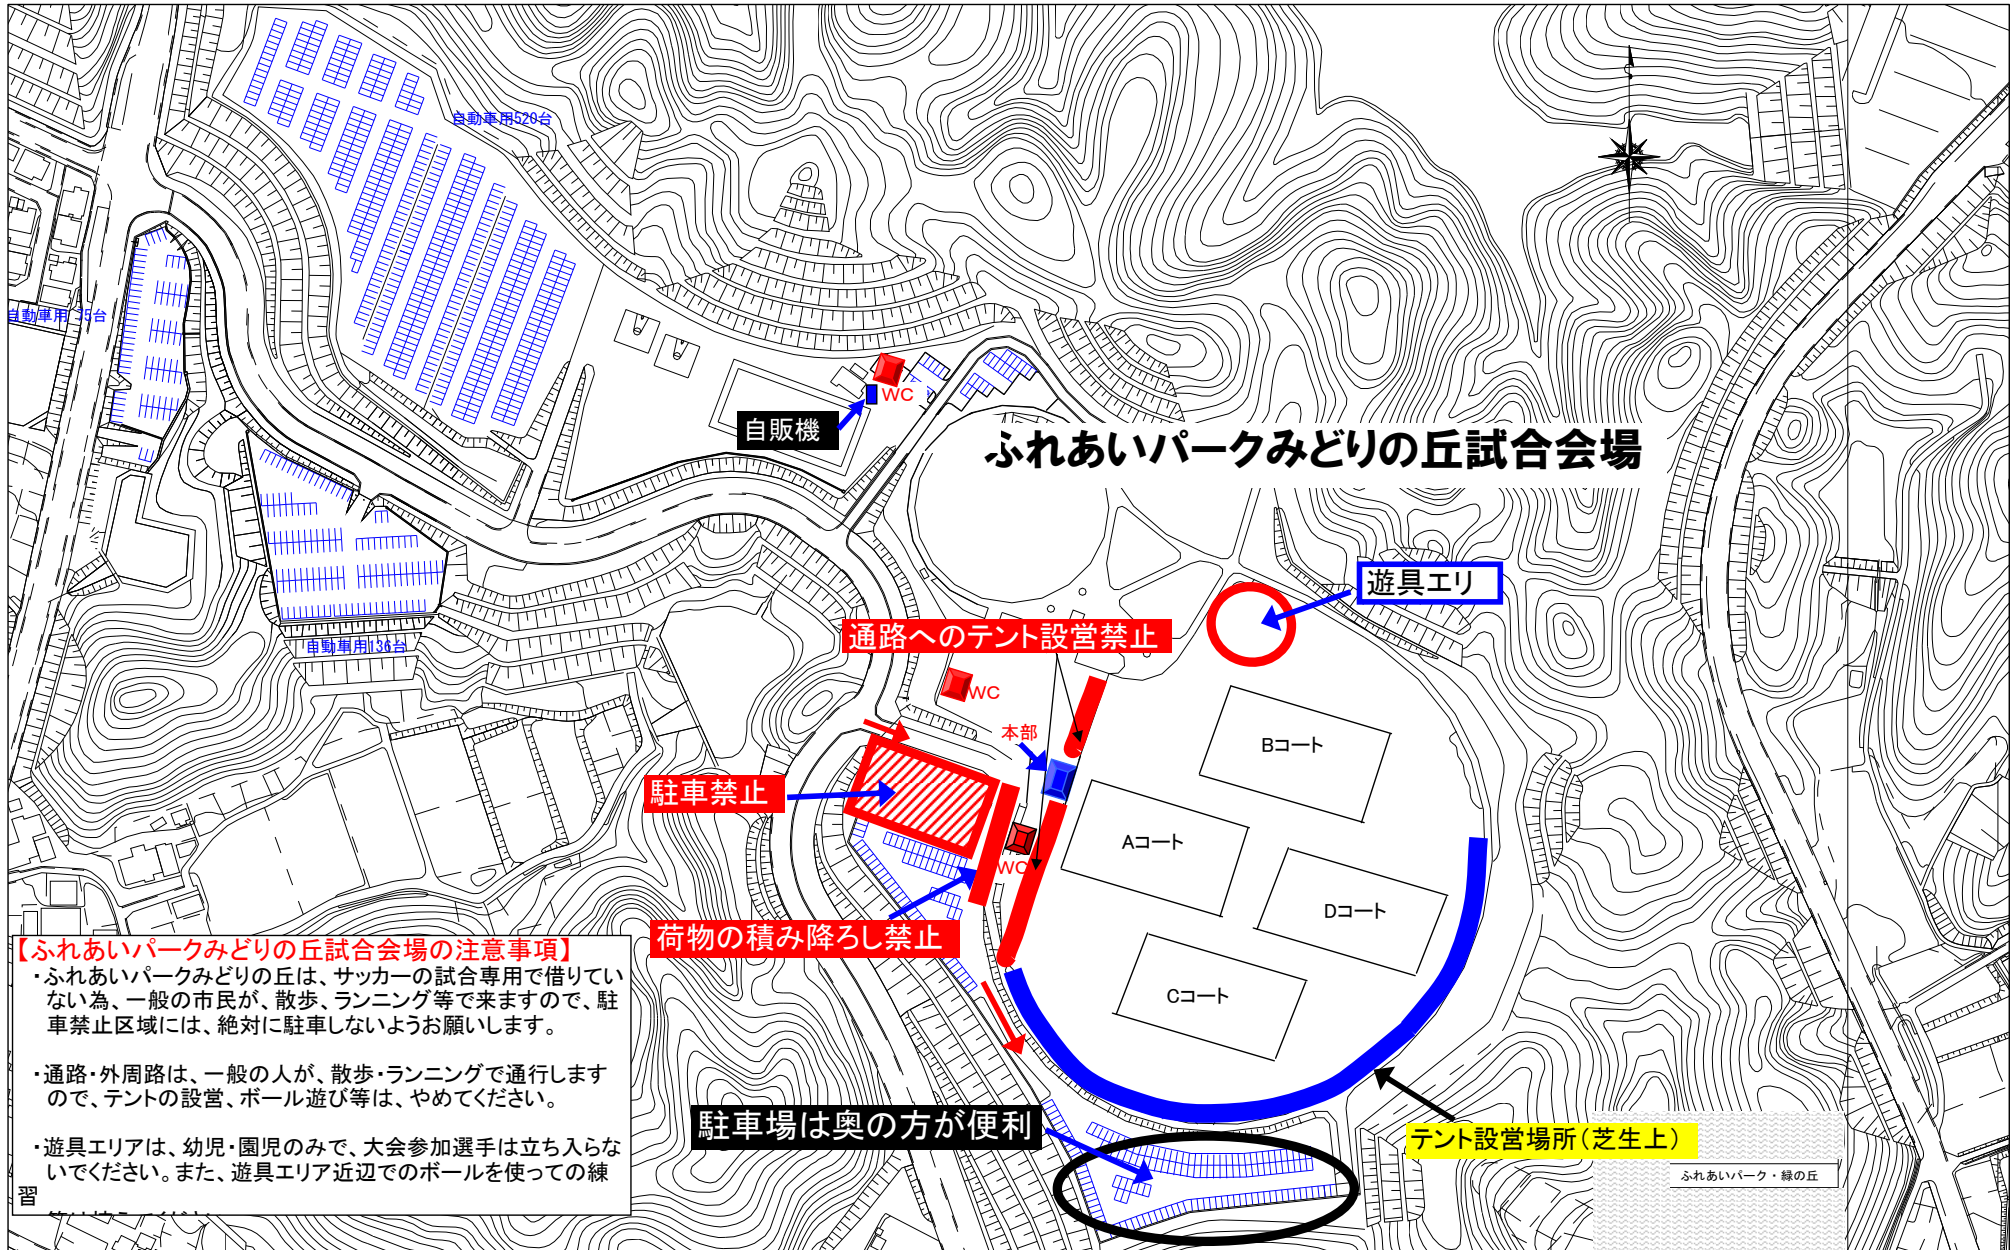 自動車用520台
自動車用 75台
WC
自販機
ふれあいパークみどりの丘試合会場
遊具エリ
自動車用136台
通路へのテント設営禁止
WC
本部
Bコート
駐車禁止
Aコート
WC
Dコート
荷物の積み降ろし禁止
Cコート
【ふれあいパークみどりの丘試合会場の注意事項】
・ふれあいパークみどりの丘は、サッカーの試合専用で借りてい
ない為、一般の市民が、散歩、ランニング等で来ますので、駐
車禁止区域には、絶対に駐車しないようお願いします。
・通路・外周路は、一般の人が、散歩・ランニングで通行します
ので、テントの設営、ボール遊び等は、やめてください。
・遊具エリアは、幼児・園児のみで、大会参加選手は立ち入らな
いでください。また、遊具エリア近辺でのボールを使っての練
習
駐車場は奥の方が便利
テント設営場所（芝生上）
ふれあいパーク・緑の丘